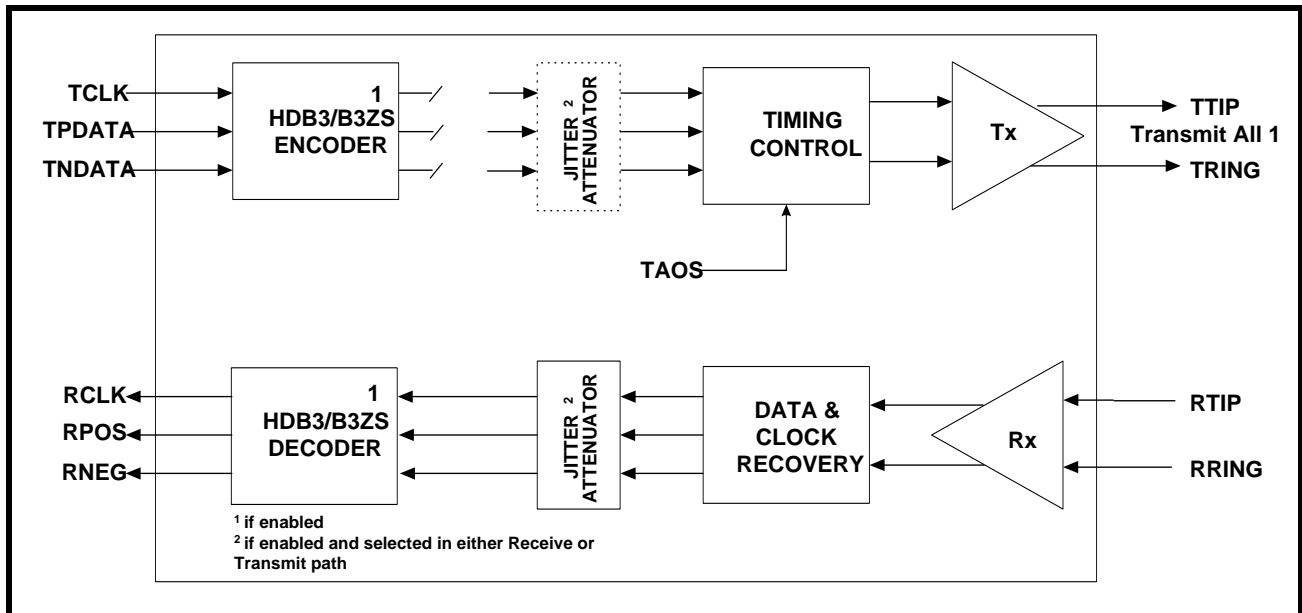 TCLK
TPDATA
TNDATA
1
HDB3/B3ZS
ENCODER
JITTER 2
ATTENUATOR
TIMING
CONTROL
Tx
TTIP
Transmit All 1
TRING
TAOS
RCLK
RPOS
RNEG
1
HDB3/B3ZS
DECODER
JITTER 2
ATTENUATOR
DATA &
CLOCK
RECOVERY
Rx
RTIP
RRING
1 if enabled
2 if enabled and selected in either Receive or
Transmit path